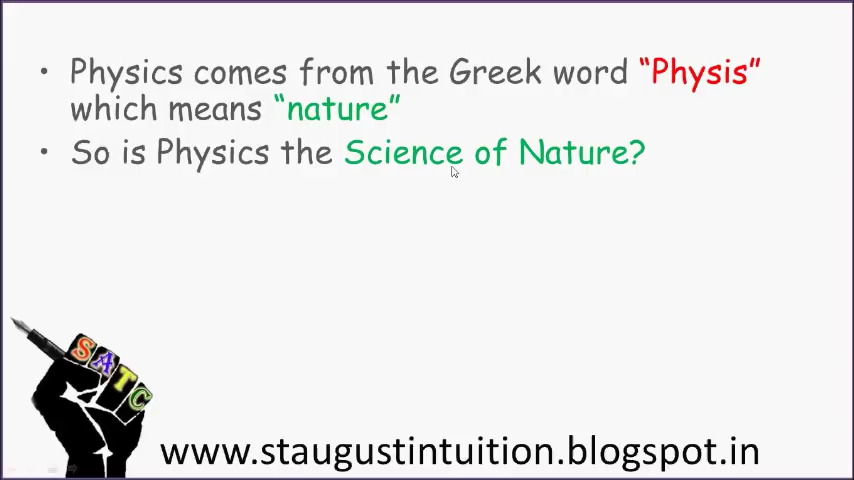 • Physics comes from the Greek word “Physis”
which means “nature”
• So is Physics the Science of Nature?
SATC
www.staugustintuition.blogspot.in